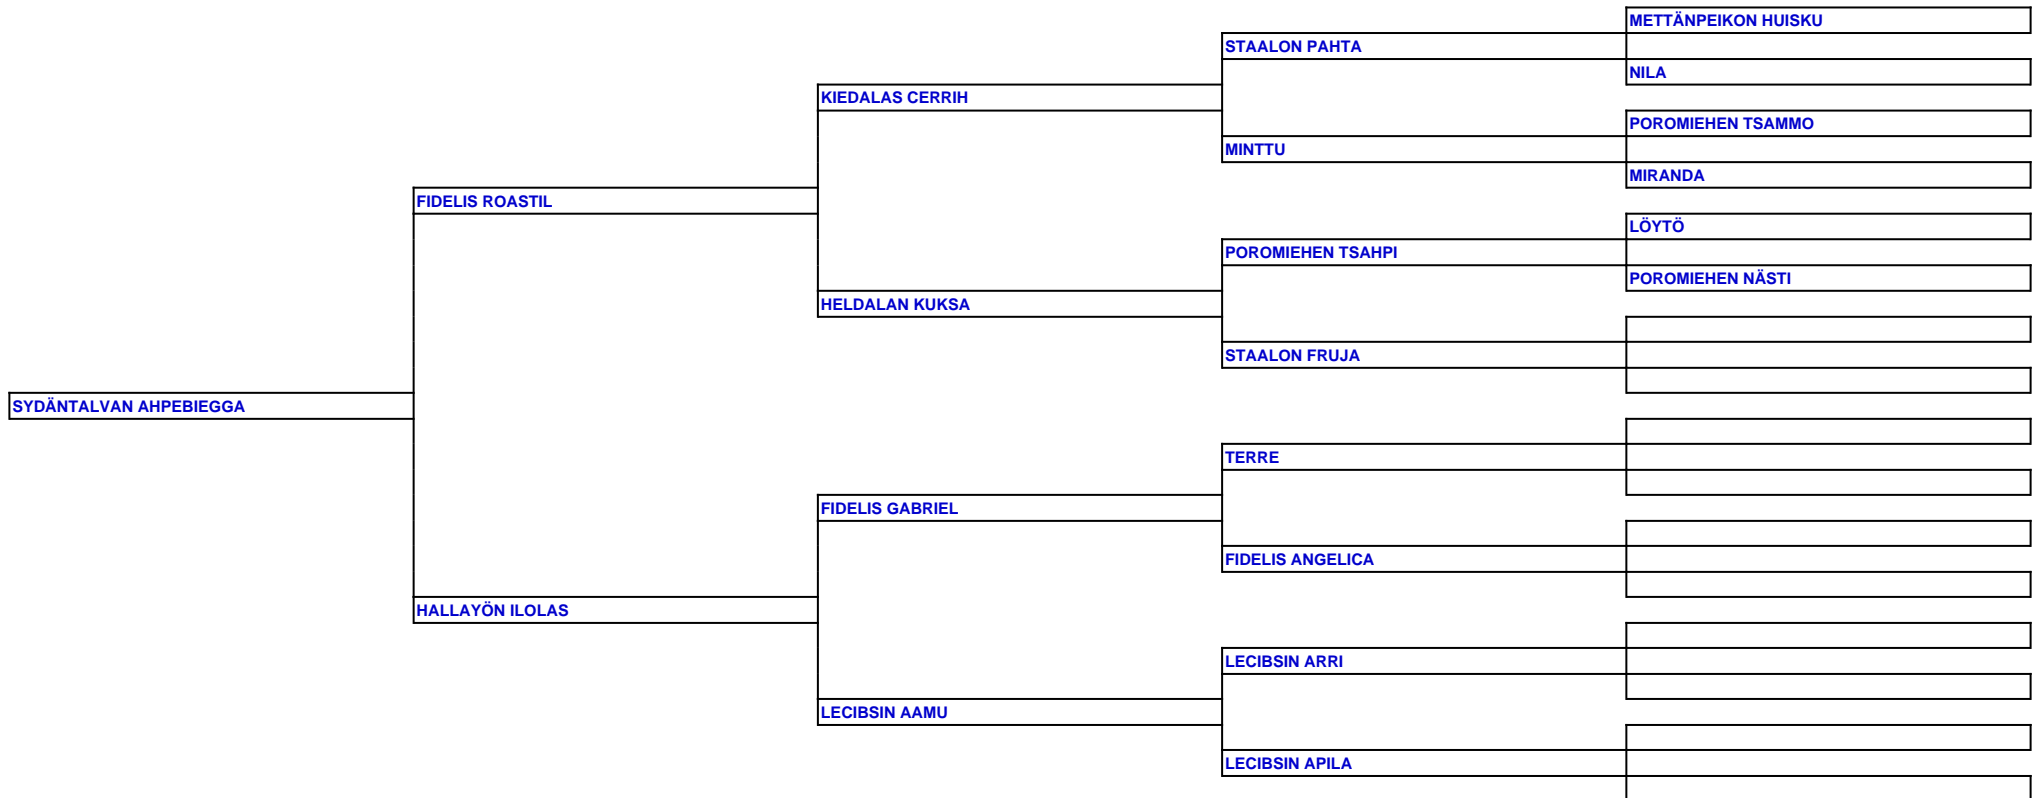 METTÄNPEIKON HUISKU
STAALON PAHTA
NILA
KIEDALAS CERRIH
POROMIEHEN TSAMMO
MINTTU
MIRANDA
FIDELIS ROASTIL
LÖYTÖ
POROMIEHEN TSAHPI
POROMIEHEN NÄSTI
HELDALAN KUKSA
STAALON FRUJA
SYDÄNTALVAN AHPEBIEGGA
TERRE
FIDELIS GABRIEL
FIDELIS ANGELICA
HALLAYÖN ILOLAS
LECIBSIN ARRI
LECIBSIN AAMU
LECIBSIN APILA